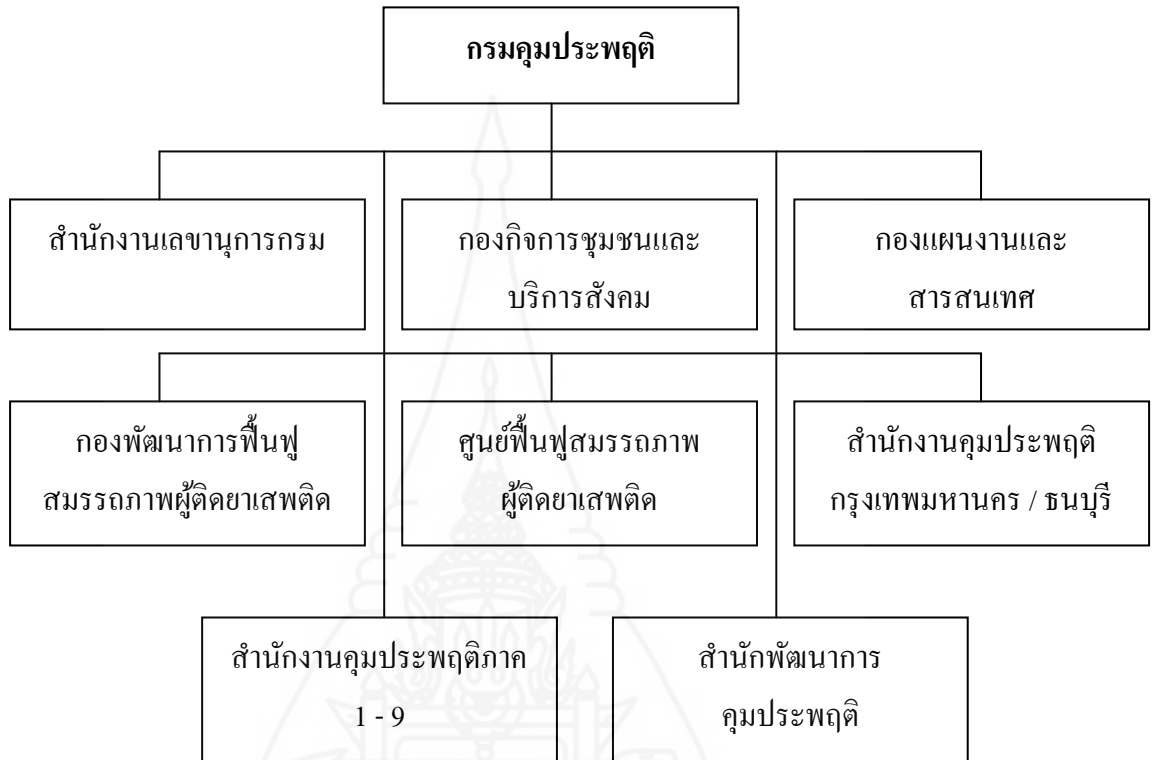 กรมคุมประพฤติ
สำนักงานเลขานุการกรม
กองกิจการชุมชนและ
บริการสังคม
กองแผนงานและ
สารสนเทศ
กองพัฒนาการฟื้นฟู
สมรรถภาพผู้ติดยาเสพติด
ศูนย์ฟื้นฟูสมรรถภาพ
ผู้ติดยาเสพติด
สำนักงานคุมประพฤติ
กรุงเทพมหานคร / ธนบุรี
สำนักงานคุมประพฤติภาค
1 - 9
สำนักพัฒนาการ
คุมประพฤติ